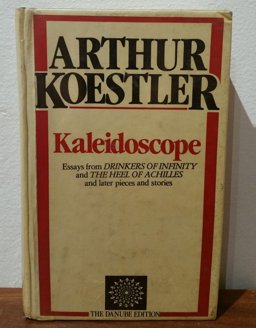 ARTHUR
KOESTLER
Kaleidoscope
Essays from DRINKERS OF INFINITY
and THE HEEL OF ACHILLES
and later pieces and stories
THE DANUBE EDITION